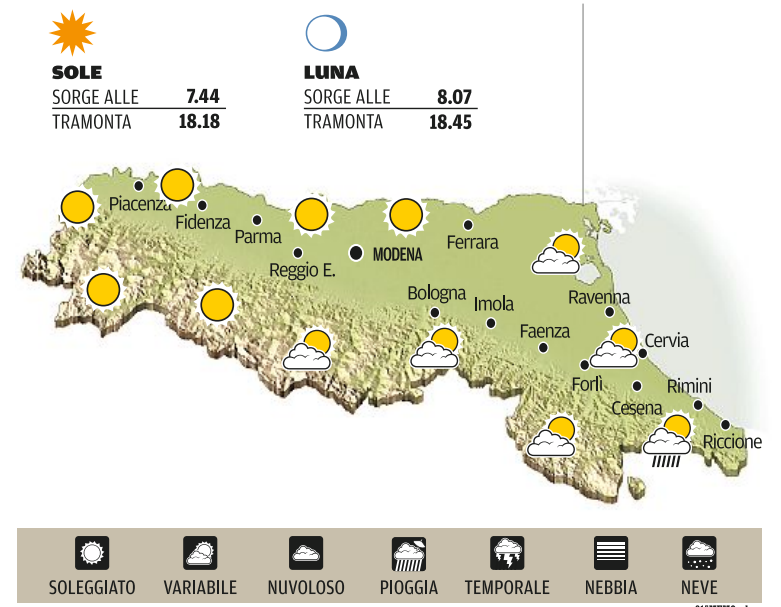 SOLE
SORGE ALLE 7.44
TRAMONTA 18.18
LUNA
SORGE ALLE 8.07
TRAMONTA 18.45
Piacenza
Fidenza
Parma
Reggio E.
MODENA
Ferrara
Bologna
Imola
Faenza
Ravenna
Cervia
Forlì
Cesena
Rimini
Riccione
SOLEGGIATO
VARIABILE
NUVOLOSO
PIOGGIA
TEMPORALE
NEBBIA
NEVE